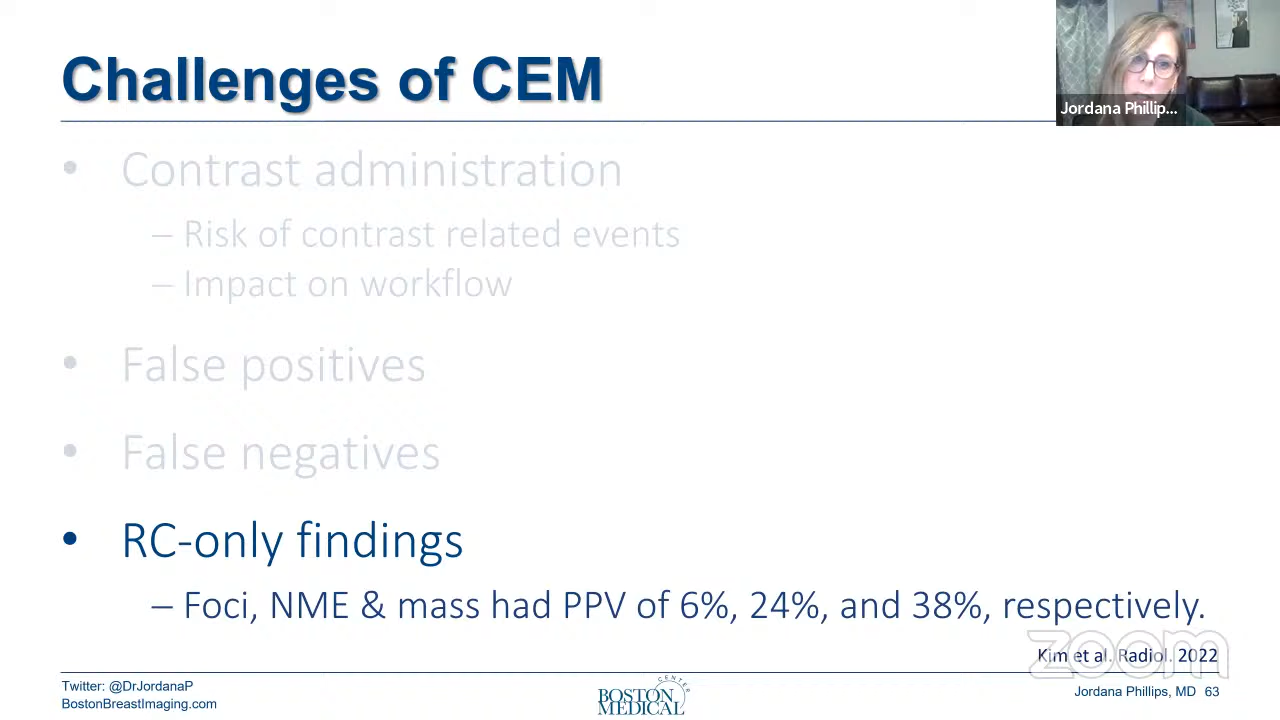 Challenges of CEM
Jordana Phillip...
• Contrast administration
– Risk of contrast related events
– Impact on workflow
• False positives
• False negatives
• RC-only findings
– Foci, NME & mass had PPV of 6%, 24%, and 38%, respectively.
zoom
Kim et al. Radiol. 2022
Twitter: @DrJordanaP
BostonBreastImaging.com
BOSTON
MEDICAL
CENTER
Jordana Phillips, MD 63